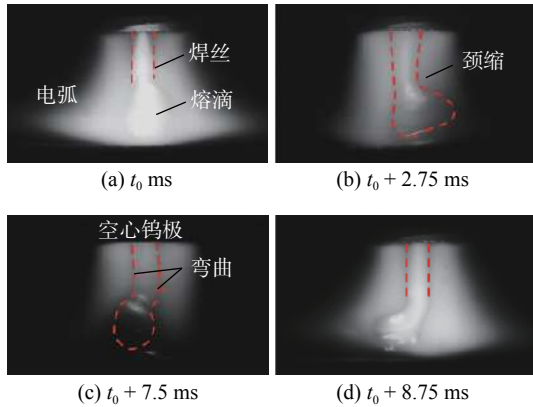 焊丝
电弧
熔滴
颈缩
(a) t₀ ms
(b) t₀ + 2.75 ms
空心钨极
弯曲
(c) t₀ + 7.5 ms
(d) t₀ + 8.75 ms